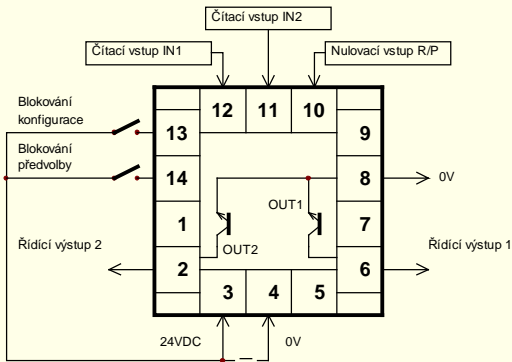 Čítací vstup IN2
Čítací vstup IN1
Nulovací vstup R/P
Blokování
konfigurace
12
11
10
13
9
Blokování
předvolby
14
8
0V
OUT1
1
7
OUT2
Řídící výstup 2
Řídící výstup 1
2
6
3
4
5
24VDC
0V